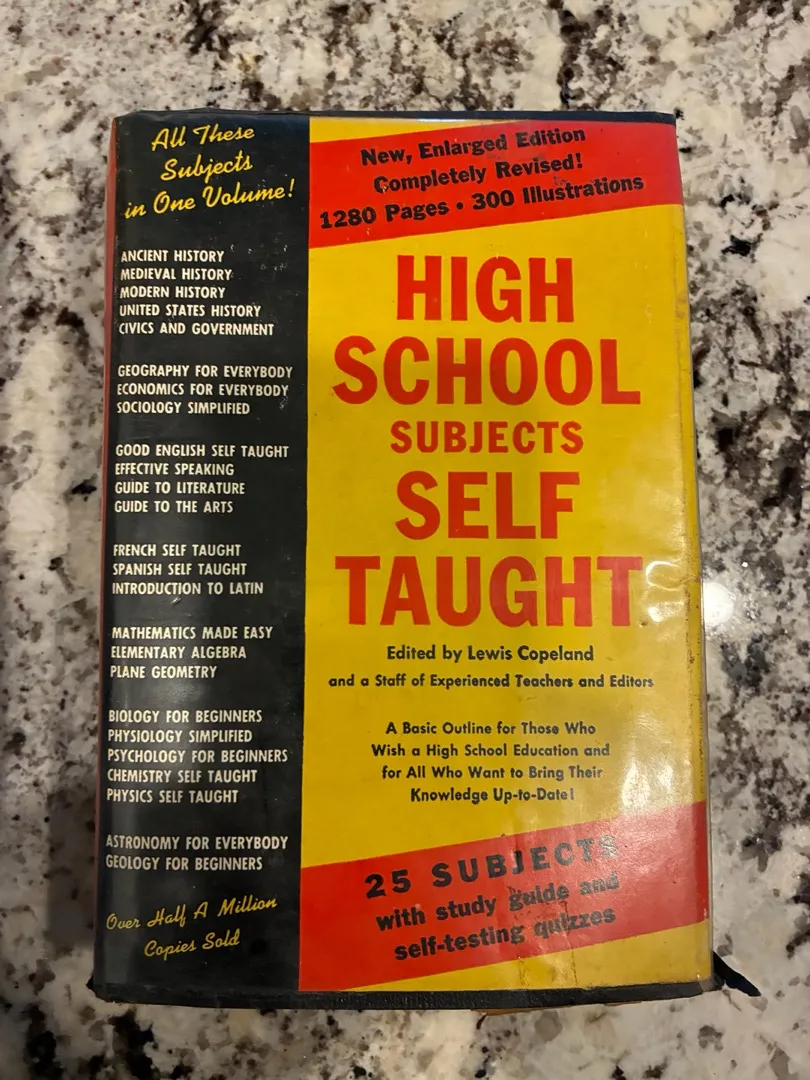 All These
Subjects
in One Volume!
ANCIENT HISTORY
MEDIEVAL HISTORY
MODERN HISTORY
UNITED STATES HISTORY
CIVICS AND GOVERNMENT
GEOGRAPHY FOR EVERYBODY
ECONOMICS FOR EVERYBODY
SOCIOLOGY SIMPLIFIED
GOOD ENGLISH SELF TAUGHT
EFFECTIVE SPEAKING
GUIDE TO LITERATURE
GUIDE TO THE ARTS
FRENCH SELF TAUGHT
SPANISH SELF TAUGHT
INTRODUCTION TO LATIN
MATHEMATICS MADE EASY
ELEMENTARY ALGEBRA
PLANE GEOMETRY
BIOLOGY FOR BEGINNERS
PHYSIOLOGY SIMPLIFIED
PSYCHOLOGY FOR BEGINNERS
CHEMISTRY SELF TAUGHT
PHYSICS SELF TAUGHT
ASTRONOMY FOR EVERYBODY
GEOLOGY FOR BEGINNERS
Over Half A Million
Copies Sold
New, Enlarged Edition
Completely Revised!
1280 Pages • 300 Illustrations
HIGH
SCHOOL
SUBJECTS
SELF
TAUGHT
Edited by Lewis Copeland
and a Staff of Experienced Teachers and Editors
A Basic Outline for Those Who
Wish a High School Education and
for All Who Want to Bring Their
Knowledge Up-to-Date!
25 SUBJECTS
with study guide and
self-testing quizzes